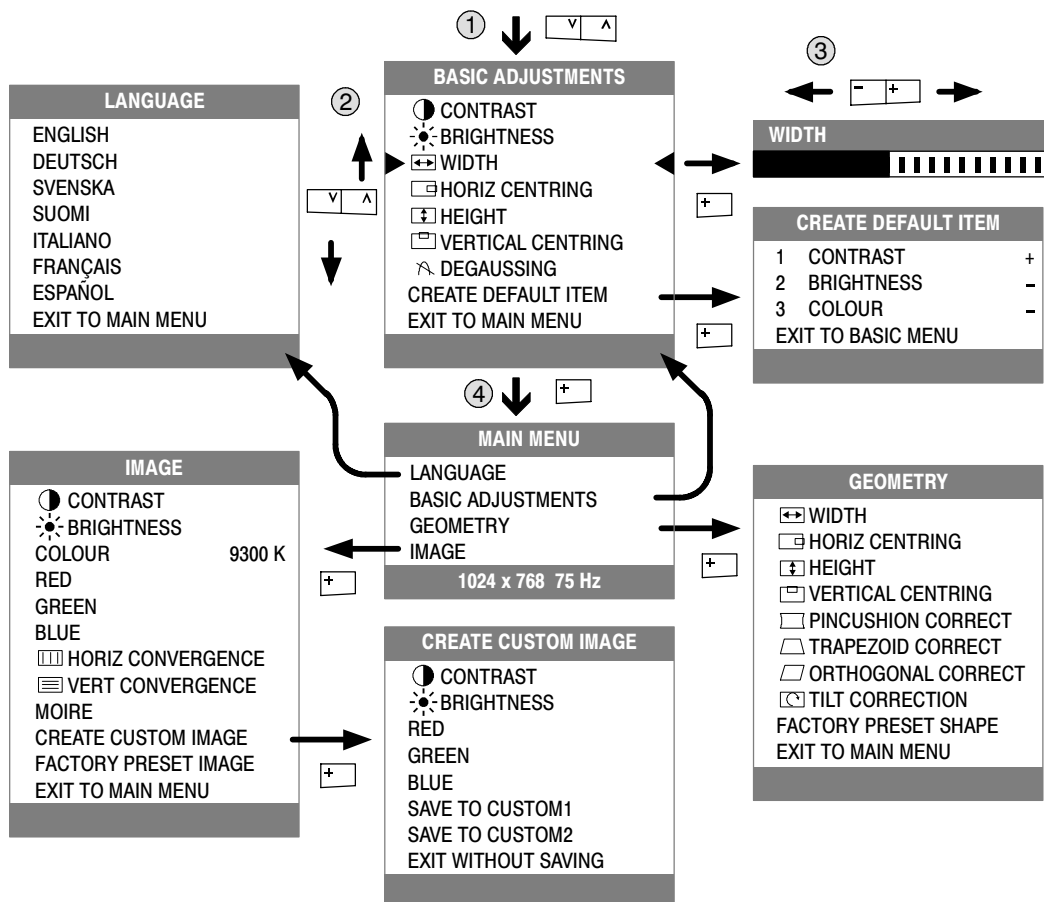 1
v ʌ
BASIC ADJUSTMENTS
CONTRAST
BRIGHTNESS
WIDTH
HORIZ CENTRING
HEIGHT
VERTICAL CENTRING
DEGAUSSING
CREATE DEFAULT ITEM
EXIT TO MAIN MENU
LANGUAGE
ENGLISH
DEUTSCH
SVENSKA
SUOMI
ITALIANO
FRANÇAIS
ESPAÑOL
EXIT TO MAIN MENU
2
v ʌ
3
- +
WIDTH
+
CREATE DEFAULT ITEM
1 CONTRAST +
2 BRIGHTNESS –
3 COLOUR –
EXIT TO BASIC MENU
+
4
+
MAIN MENU
LANGUAGE
BASIC ADJUSTMENTS
GEOMETRY
IMAGE
1024 x 768 75 Hz
IMAGE
CONTRAST
BRIGHTNESS
COLOUR 9300 K
RED
GREEN
BLUE
HORIZ CONVERGENCE
VERT CONVERGENCE
MOIRE
CREATE CUSTOM IMAGE
FACTORY PRESET IMAGE
EXIT TO MAIN MENU
+
+
CREATE CUSTOM IMAGE
CONTRAST
BRIGHTNESS
RED
GREEN
BLUE
SAVE TO CUSTOM1
SAVE TO CUSTOM2
EXIT WITHOUT SAVING
+
GEOMETRY
WIDTH
HORIZ CENTRING
HEIGHT
VERTICAL CENTRING
PINCUSHION CORRECT
TRAPEZOID CORRECT
ORTHOGONAL CORRECT
TILT CORRECTION
FACTORY PRESET SHAPE
EXIT TO MAIN MENU